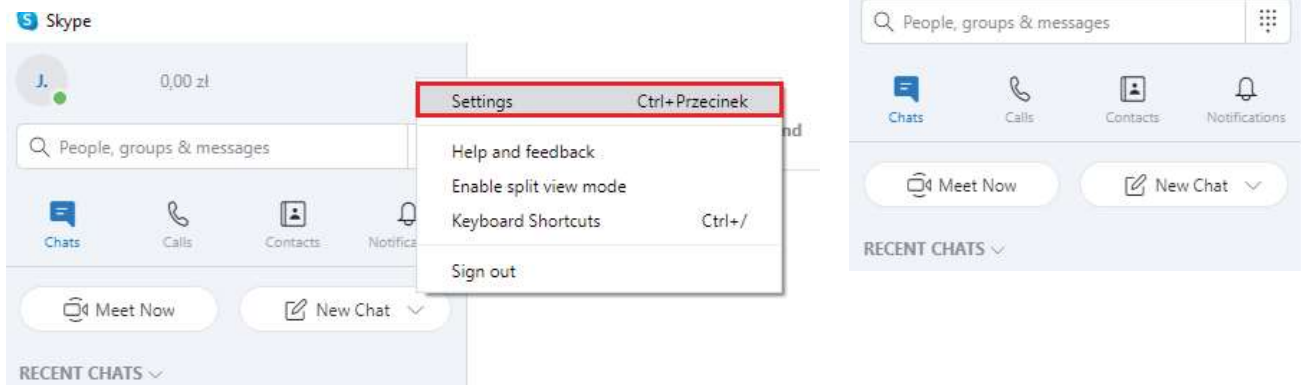 Skype
J.
0,00 zł
People, groups & messages
Chats
Calls
Contacts
Notifica
Meet Now
New Chat
RECENT CHATS
Settings Ctrl+Przecinek
Help and feedback
Enable split view mode
Keyboard Shortcuts Ctrl+/
Sign out
nd
People, groups & messages
Chats
Calls
Contacts
Notifications
Meet Now
New Chat
RECENT CHATS